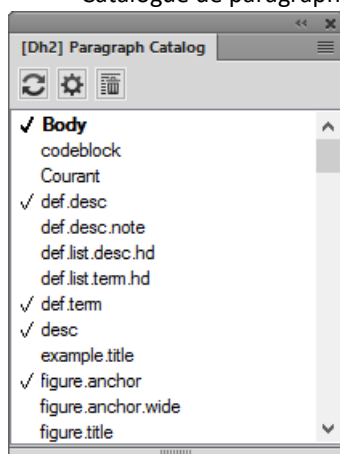 Catalogue de paragraph
[Dh2] Paragraph Catalog
✓ Body
codeblock
Courant
✓ def.desc
def.desc.note
def.list.desc.hd
def.list.term.hd
✓ def.term
✓ desc
example.title
✓ figure.anchor
figure.anchor.wide
figure.title